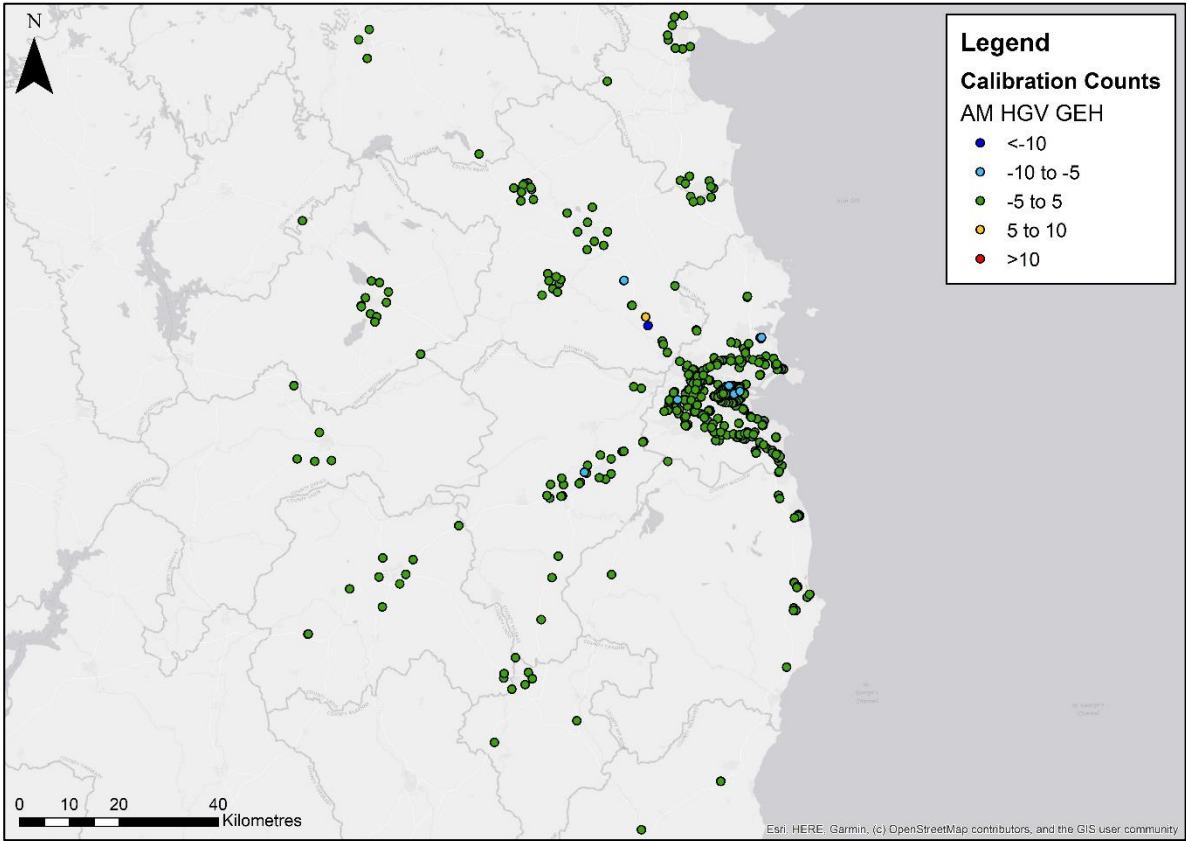 N
Legend
Calibration Counts
AM HGV GEH
<-10
-10 to -5
-5 to 5
5 to 10
>10
0 10 20 40
Kilometres
Esri, HERE, Garmin, (c) OpenStreetMap contributors, and the GIS user community